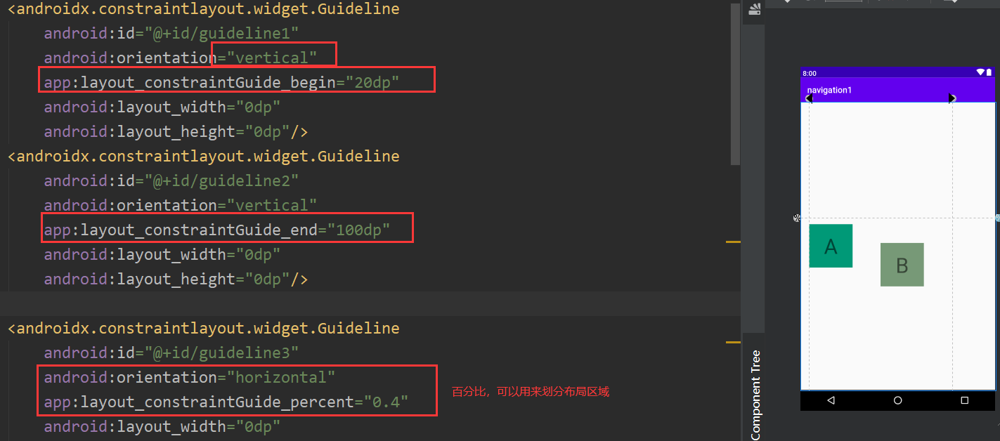 <androidx.constraintlayout.widget.Guideline
android:id="@+id/guideline1"
android:orientation="vertical"
app:layout_constraintGuide_begin="20dp"
android:layout_width="0dp"
android:layout_height="0dp"/>
<androidx.constraintlayout.widget.Guideline
android:id="@+id/guideline2"
android:orientation="vertical"
app:layout_constraintGuide_end="100dp"
android:layout_width="0dp"
android:layout_height="0dp"/>
<androidx.constraintlayout.widget.Guideline
android:id="@+id/guideline3"
android:orientation="horizontal"
app:layout_constraintGuide_percent="0.4"
android:layout_width="0dp"
百分比，可以用来划分布局区域
Component Tree
8:00
navigation1
A
B